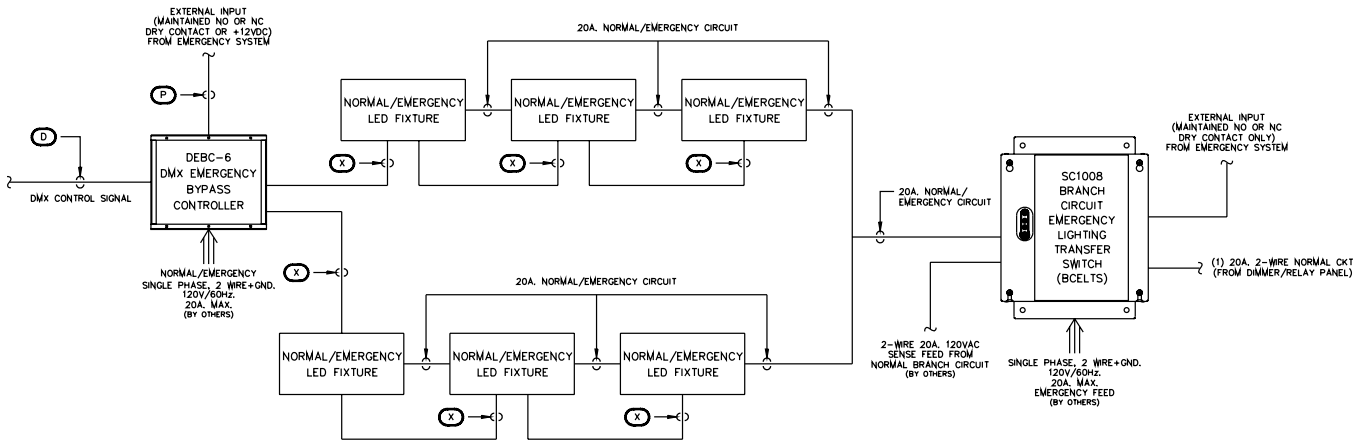 EXTERNAL INPUT
(MAINTAINED NO OR NC
DRY CONTACT OR +12VDC)
FROM EMERGENCY SYSTEM
P
D
DMX CONTROL SIGNAL
DEBC-6
DMX EMERGENCY
BYPASS
CONTROLLER
NORMAL/EMERGENCY
SINGLE PHASE, 2 WIRE+GND.
120V/60Hz.
20A. MAX.
(BY OTHERS)
20A. NORMAL/EMERGENCY CIRCUIT
NORMAL/EMERGENCY
LED FIXTURE
NORMAL/EMERGENCY
LED FIXTURE
NORMAL/EMERGENCY
LED FIXTURE
X
X
X
X
20A. NORMAL/EMERGENCY CIRCUIT
NORMAL/EMERGENCY
LED FIXTURE
NORMAL/EMERGENCY
LED FIXTURE
NORMAL/EMERGENCY
LED FIXTURE
X
X
20A. NORMAL/
EMERGENCY CIRCUIT
SC1008
BRANCH
CIRCUIT
EMERGENCY
LIGHTING
TRANSFER
SWITCH
(BCELTS)
EXTERNAL INPUT
(MAINTAINED NO OR NC
DRY CONTACT ONLY)
FROM EMERGENCY SYSTEM
(1) 20A. 2-WIRE NORMAL CKT
(FROM DIMMER/RELAY PANEL)
2-WIRE 20A. 120VAC
SENSE FEED FROM
NORMAL BRANCH CIRCUIT
(BY OTHERS)
SINGLE PHASE, 2 WIRE+GND.
120V/60Hz.
20A. MAX.
EMERGENCY FEED
(BY OTHERS)